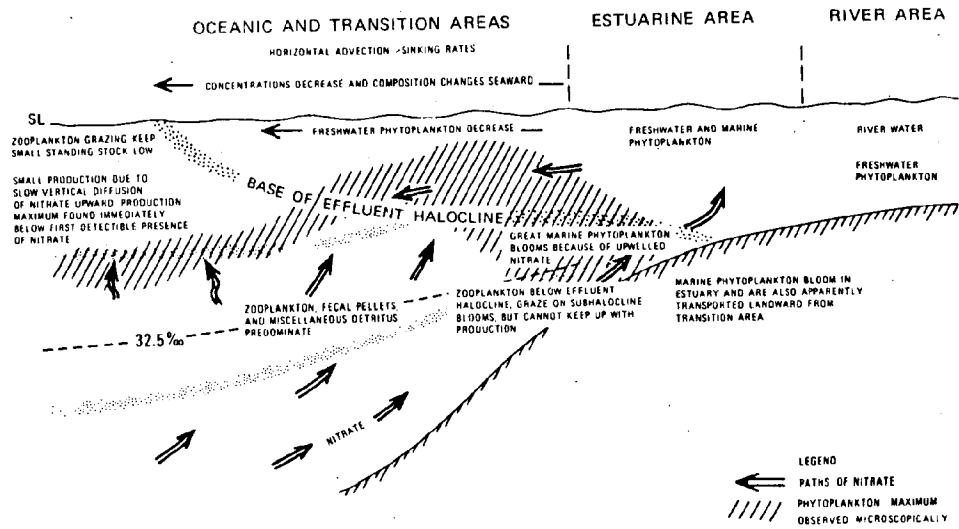 OCEANIC AND TRANSITION AREAS
ESTUARINE AREA
RIVER AREA
HORIZONTAL ADVECTION >SINKING RATES
CONCENTRATIONS DECREASE AND COMPOSITION CHANGES SEAWARD
SL
ZOOPLANKTON GRAZING KEEP
SMALL STANDING STOCK LOW
FRESHWATER PHYTOPLANKTON DECREASE
FRESHWATER AND MARINE
PHYTOPLANKTON
RIVER WATER
FRESHWATER
PHYTOPLANKTON
SMALL PRODUCTION DUE TO
SLOW VERTICAL DIFFUSION
OF NITRATE UPWARD PRODUCTION
MAXIMUM FOUND IMMEDIATELY
BELOW FIRST DETECTIBLE PRESENCE
OF NITRATE
BASE OF EFFLUENT HALOCLINE
GREAT MARINE PHYTOPLANKTON
BLOOMS BECAUSE OF UPWELLED
NITRATE
ZOOPLANKTON, FECAL PELLETS,
AND MISCELLANEOUS DETRITUS
PREDOMINATE
ZOOPLANKTON BELOW EFFLUENT
HALOCLINE, GRAZE ON SUBHALOCLINE
BLOOMS, BUT CANNOT KEEP UP WITH
PRODUCTION
MARINE PHYTOPLANKTON BLOOM IN
ESTUARY AND ARE ALSO APPARENTLY
TRANSPORTED LANDWARD FROM
TRANSITION AREA
32.5‰
NITRATE
LEGEND
PATHS OF NITRATE
PHYTOPLANKTON MAXIMUM
OBSERVED MICROSCOPICALLY